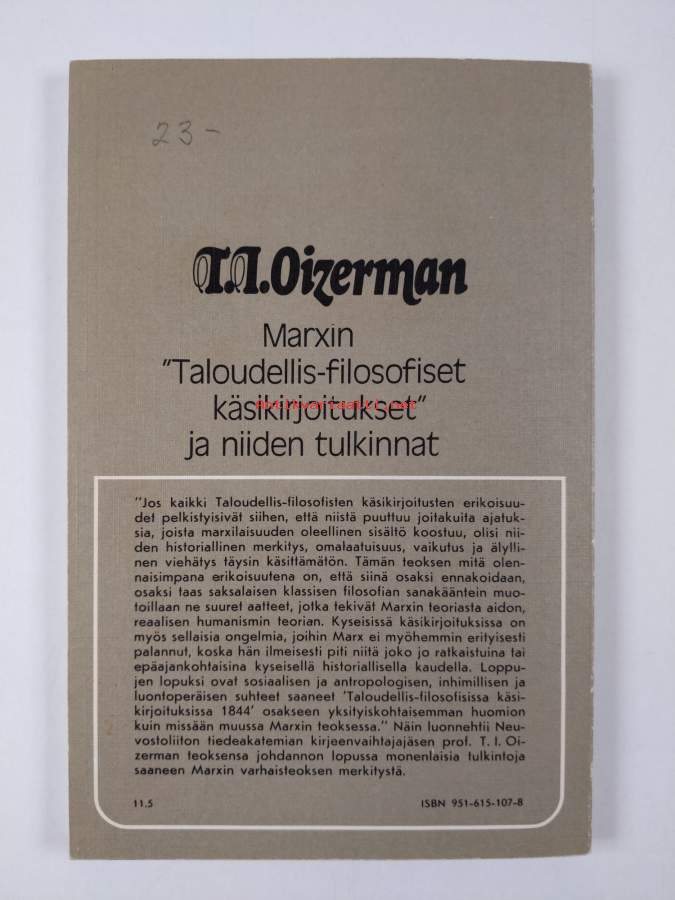 23-
T.I.Oizerman
Marxin
"Taloudellis-filosofiset
käsikirjoitukset"
Antikvariaatti.net
ja niiden tulkinnat
"Jos kaikki Taloudellis-filosofisten käsikirjoitusten erikoisuu-
det pelkistyisivät siihen, että niistä puuttuu joitakuita ajatuk-
sia, joista marxilaisuuden oleellinen sisältö koostuu, olisi nii-
den historiallinen merkitys, omalaatuisuus, vaikutus ja älylli-
nen viehätys täysin käsittämätön. Tämän teoksen mitä olen-
naisimpana erikoisuutena on, että siinä osaksi ennakoidaan,
osaksi taas saksalaisen klassisen filosofian sanakääntein muo-
toillaan ne suuret aatteet, jotka tekivät Marxin teoriasta aidon,
reaalisen humanismin teorian. Kyseisissä käsikirjoituksissa on
myös sellaisia ongelmia, joihin Marx ei myöhemmin erityisesti
palannut, koska hän ilmeisesti piti niitä joko jo ratkaistuina tai
epäajankohtaisina kyseisellä historiallisella kaudella. Loppu-
jen lopuksi ovat sosiaalisen ja antropologisen, inhimillisen ja
luontoperäisen suhteet saaneet 'Taloudellis-filosofisissa käsi-
kirjoituksissa 1844' osakseen yksityiskohtaisemman huomion
kuin missään muussa Marxin teoksessa." Näin luonnehtii Neu-
vostoliiton tiedeakatemian kirjeenvaihtajajäsen prof. T. I. Oi-
zerman teoksensa johdannon lopussa monenlaisia tulkintoja
saaneen Marxin varhaisteoksen merkitystä.
11.5
ISBN 951-615-107-8